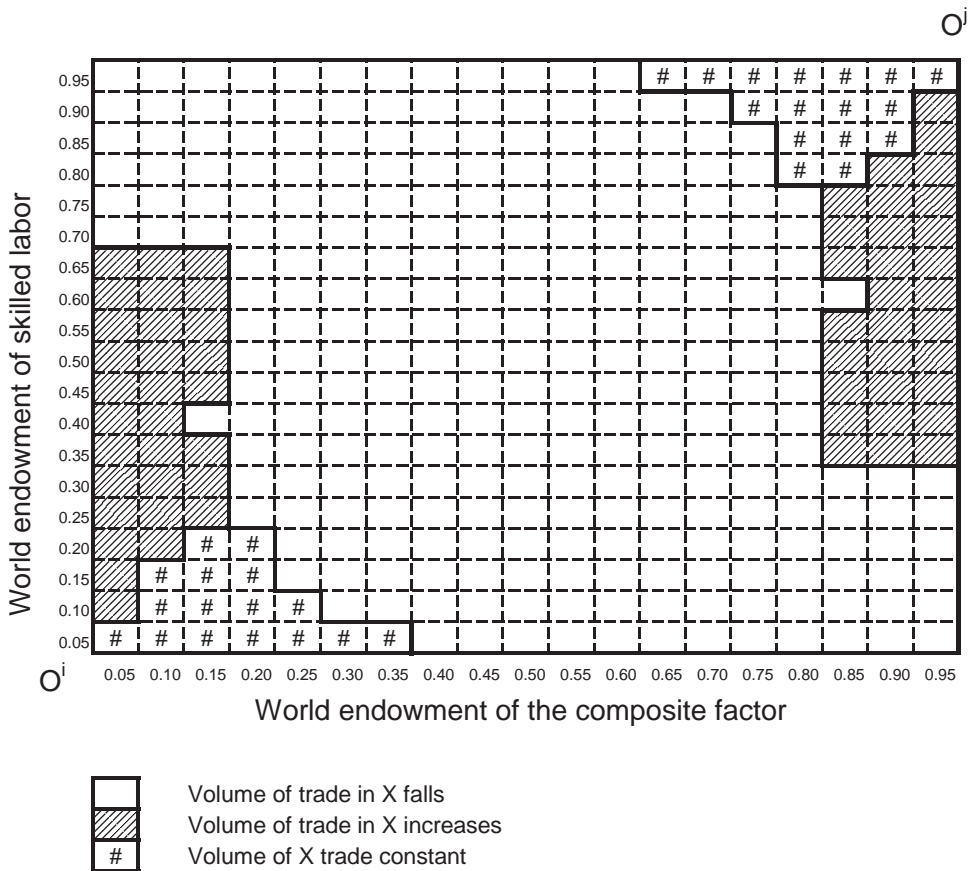 O^j
0.95 # # # # # # #
0.90 # # # #
0.85 # # #
0.80 # #
0.75
0.70
0.65
0.60
0.55
0.50
0.45
0.40
0.35
0.30
0.25
0.20 # #
0.15 # # #
0.10 # # # #
0.05 # # # # # # #
World endowment of skilled labor
O^i 0.05 0.10 0.15 0.20 0.25 0.30 0.35 0.40 0.45 0.50 0.55 0.60 0.65 0.70 0.75 0.80 0.85 0.90 0.95
World endowment of the composite factor
Volume of trade in X falls
Volume of trade in X increases
# Volume of X trade constant